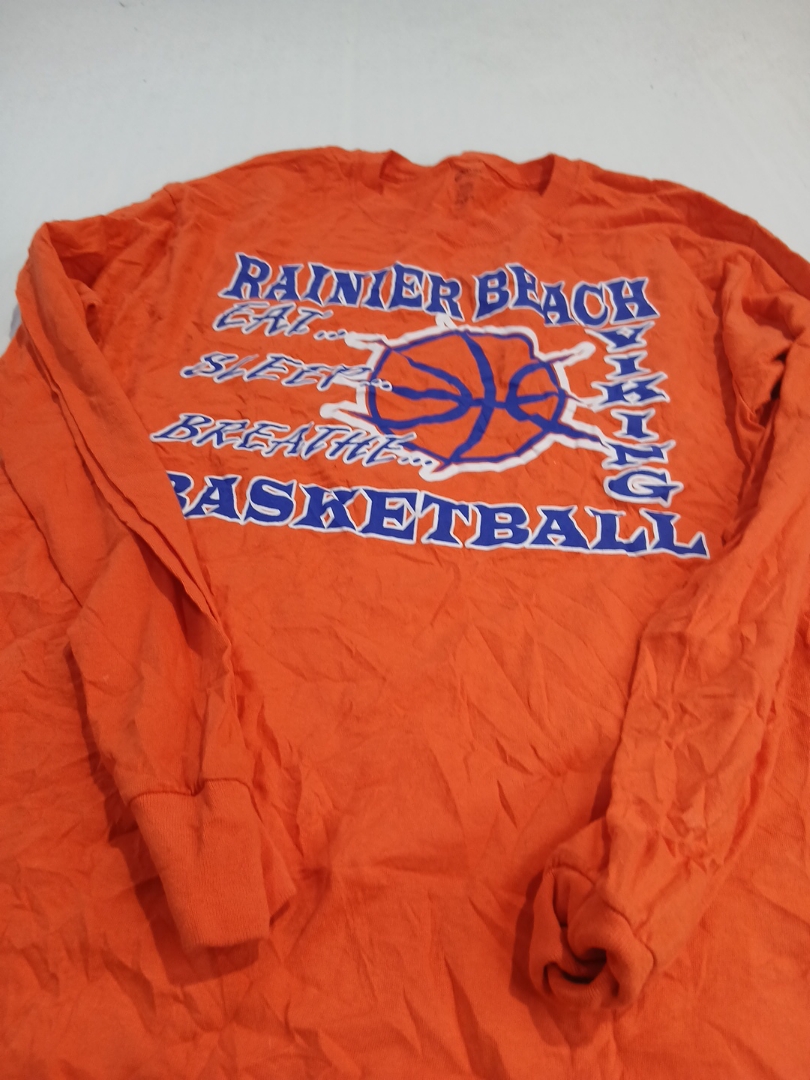 RAINIER BEACH
EAT...
SLEEP...
BREATHE...
VIKING
BASKETBALL